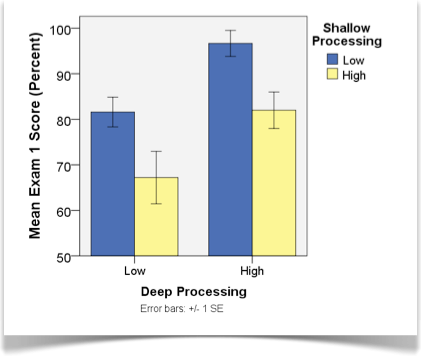 Mean Exam 1 Score (Percent)
100
90
80
70
60
50
Low
High
Deep Processing
Error bars: +/- 1 SE
Shallow
Processing
Low
High